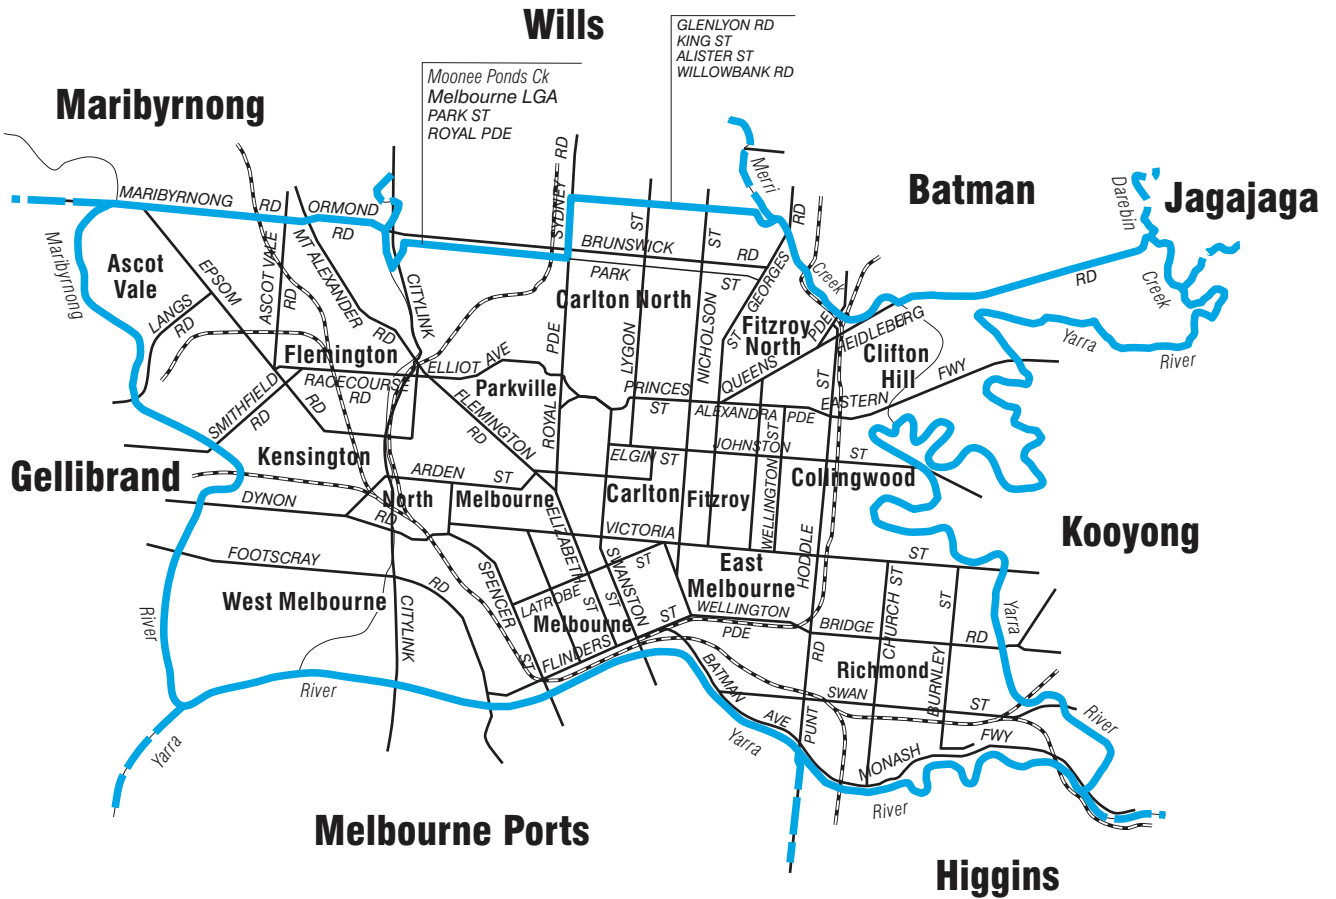 Wills
GLENLYON RD
KING ST
ALISTER ST
WILLOWBANK RD
Moonee Ponds Ck
Melbourne LGA
PARK ST
ROYAL PDE
Maribyrnong
Batman
Jagajaga
Merri
Creek
Darebin
Creek
MARIBYRNONG RD
ORMOND RD
SYDNEY RD
BRUNSWICK RD
PARK ST
ST GEORGES RD
Maribyrnong
River
Ascot
Vale
EPSOM RD
LANGS RD
ASCOT VALE RD
MT ALEXANDER RD
CITYLINK
Carlton North
LYGON ST
NICHOLSON ST
Fitzroy
North
QUEENS PDE
HEIDLEBERG RD
Clifton
Hill
Yarra
River
Flemington
ELLIOT AVE
RACECOURSE RD
SMITHFIELD RD
Parkville
FLEMINGTON RD
ROYAL PDE
PRINCES ST
ALEXANDRA PDE
EASTERN FWY
Gellibrand
Kensington
ARDEN ST
ELGIN ST
JOHNSTON ST
WELLINGTON ST
Collingwood
DYNON RD
North Melbourne
Carlton
Fitzroy
HODDLE ST
Kooyong
FOOTSCRAY RD
VICTORIA ST
ELIZABETH ST
SWANSTON ST
SPENCER ST
LATROBE ST
East
Melbourne
West Melbourne
CITYLINK
Melbourne
FLINDERS ST
WELLINGTON PDE
BRIDGE RD
CHURCH ST
BURNLEY ST
Yarra
River
Richmond
SWAN ST
BATMAN AVE
PUNT RD
MONASH FWY
River
Yarra
Yarra
River
Melbourne Ports
Higgins